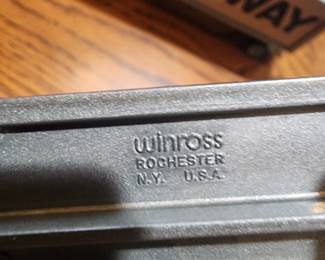 WAY
winross
ROCHESTER
N.Y. U.S.A.